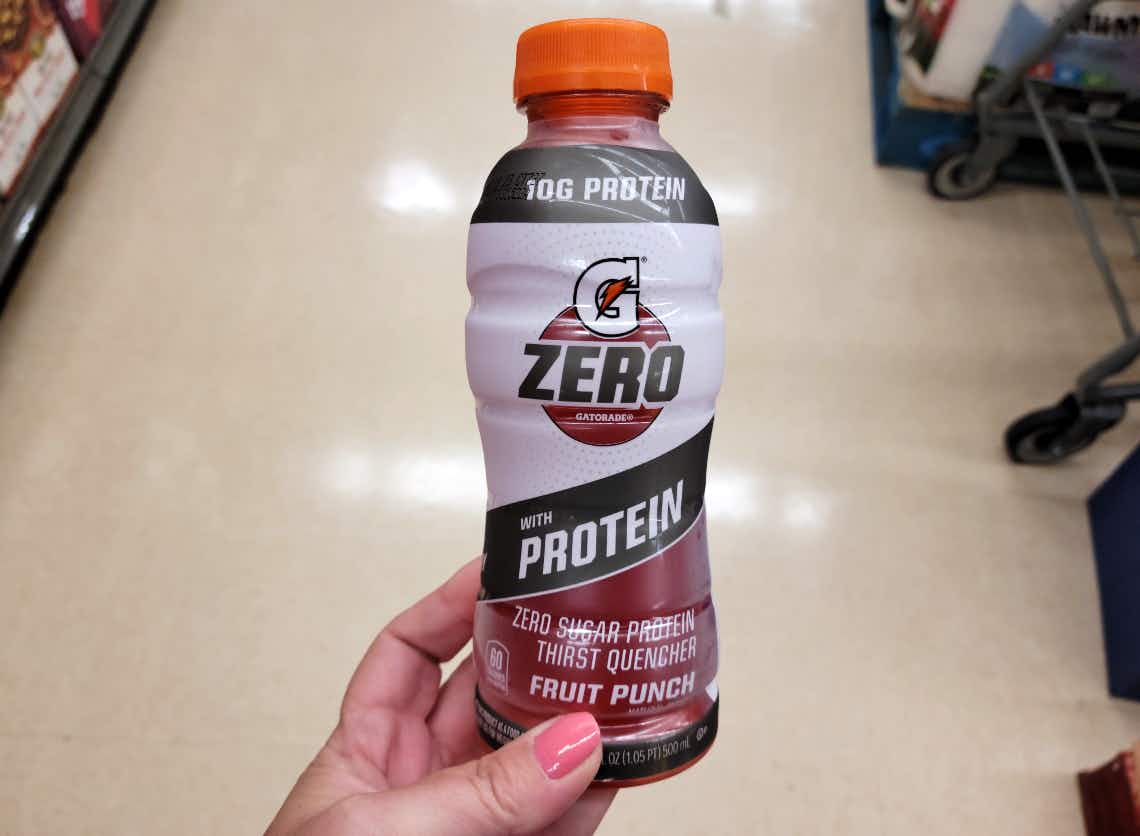 10G PROTEIN
G
ZERO
GATORADE®
WITH
PROTEIN
ZERO SUGAR PROTEIN
THIRST QUENCHER
60
CALORIES
FRUIT PUNCH
OZ (1.05 PT) 500 mL